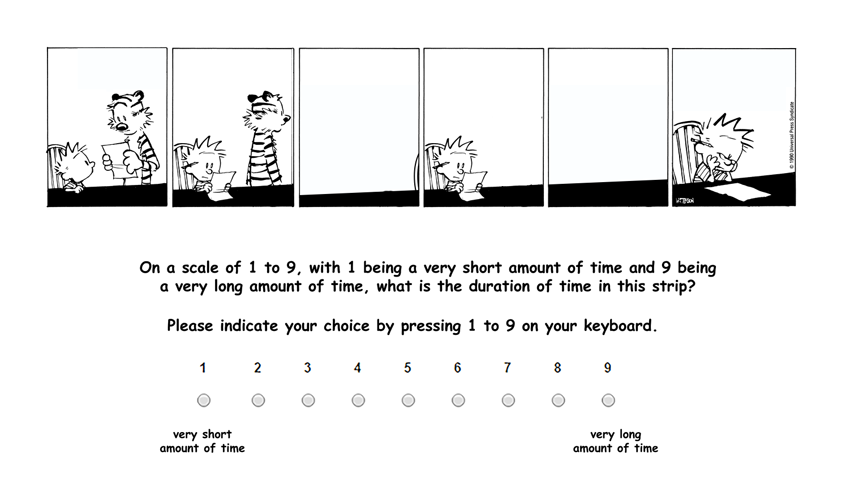 © 1990 Universal Press Syndicate
On a scale of 1 to 9, with 1 being a very short amount of time and 9 being
a very long amount of time, what is the duration of time in this strip?
Please indicate your choice by pressing 1 to 9 on your keyboard.
1 2 3 4 5 6 7 8 9
very short
amount of time
very long
amount of time